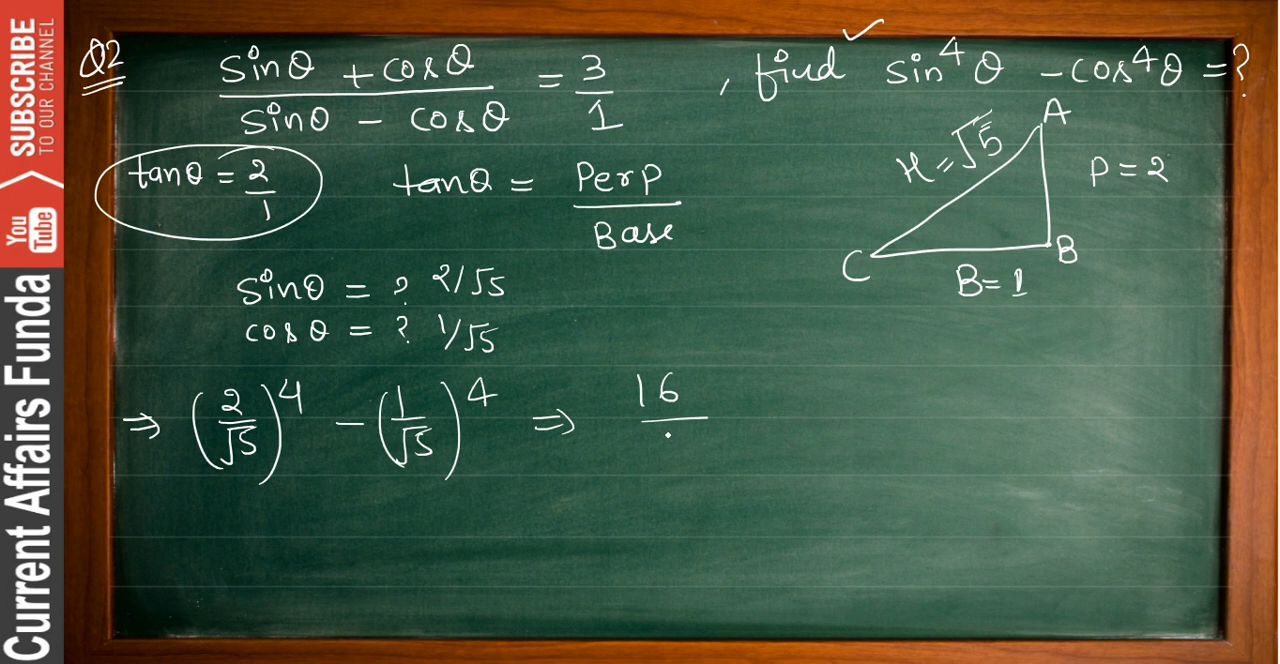 SUBSCRIBE
TO OUR CHANNEL
You
Tube
Current Affairs Funda
Q2
sinθ + cosθ / sinθ - cosθ = 3/1 , find sin⁴θ - cos⁴θ = ?
tanθ = 2/1
tanθ = Perp / Base
A
H = √5
P = 2
C
B
B = 1
sinθ = ? 2/√5
cosθ = ? 1/√5
⇒ (2/√5)⁴ - (1/√5)⁴ ⇒ 16/